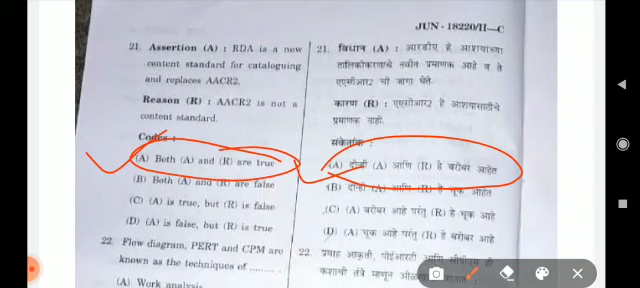 JUN - 18220/II—C
21. Assertion (A) : RDA is a new
content standard for cataloguing
and replaces AACR2.
Reason (R) : AACR2 is not a
content standard.
Codes :
(A) Both (A) and (R) are true
(B) Both (A) and (R) are false
(C) (A) is true, but (R) is false
(D) (A) is false, but (R) is true
22. Flow diagram, PERT and CPM are
known as the techniques of ..........
(A) Work analysis
21. विधान (A) : आरडीए हे आशयाच्या
तालिकीकरणाचे नवीन प्रमाणक आहे व ते
एएसीआर2 ची जागा घेते.
कारण (R) : एएसीआर2 हे आशयासाठीचे
प्रमाणक नाही.
संकेतांक :
(A) दोन्ही (A) आणि (R) हे बरोबर आहेत
(B) दोन्ही (A) आणि (R) हे चूक आहेत
(C) (A) बरोबर आहे परंतु (R) हे चूक आहे
(D) (A) चूक आहे परंतु (R) हे बरोबर आहे
22. प्रवाह आकृती, पीईआरटी आणि सीपीएम ही
कशाची तंत्रे म्हणून